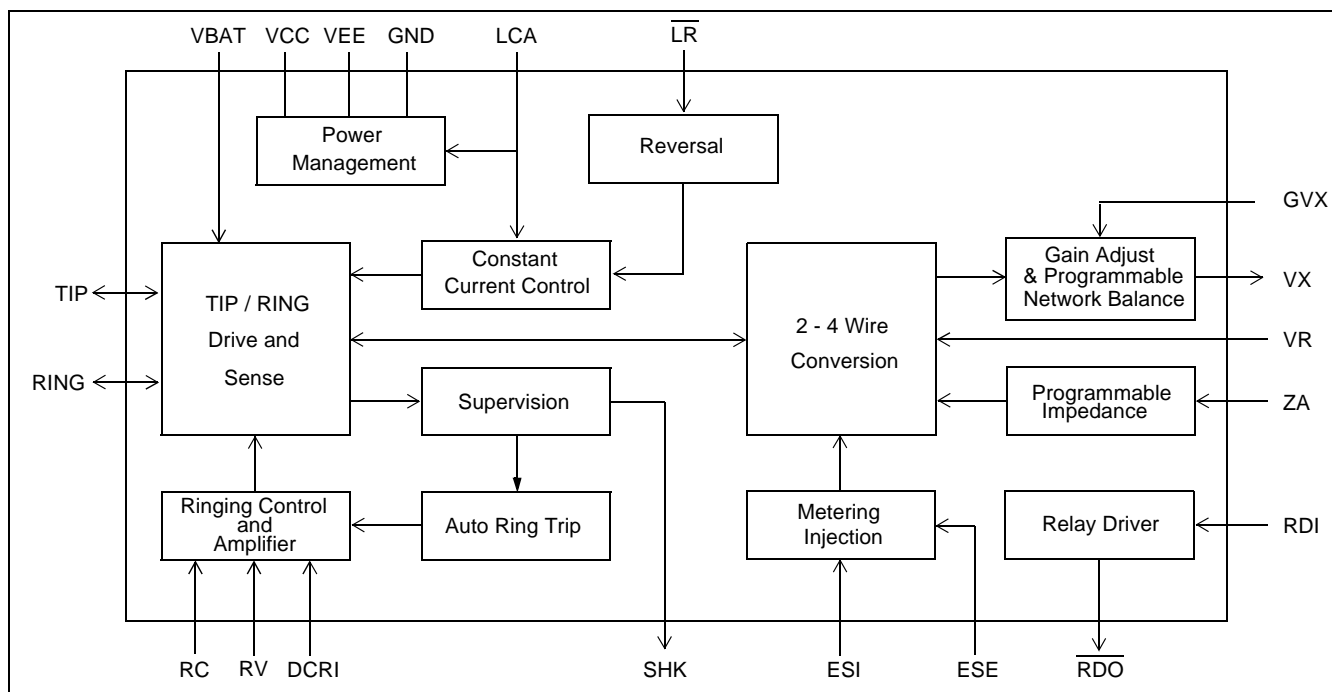 VBAT VCC VEE GND LCA L̅R̅
Power
Management
Reversal
GVX
Constant
Current Control
Gain Adjust
& Programmable
Network Balance
VX
TIP
TIP / RING
Drive and
Sense
2 - 4 Wire
Conversion
VR
RING
Supervision
Programmable
Impedance
ZA
Ringing Control
and
Amplifier
Auto Ring Trip
Metering
Injection
Relay Driver
RDI
RC RV DCRI SHK ESI ESE R̅D̅O̅